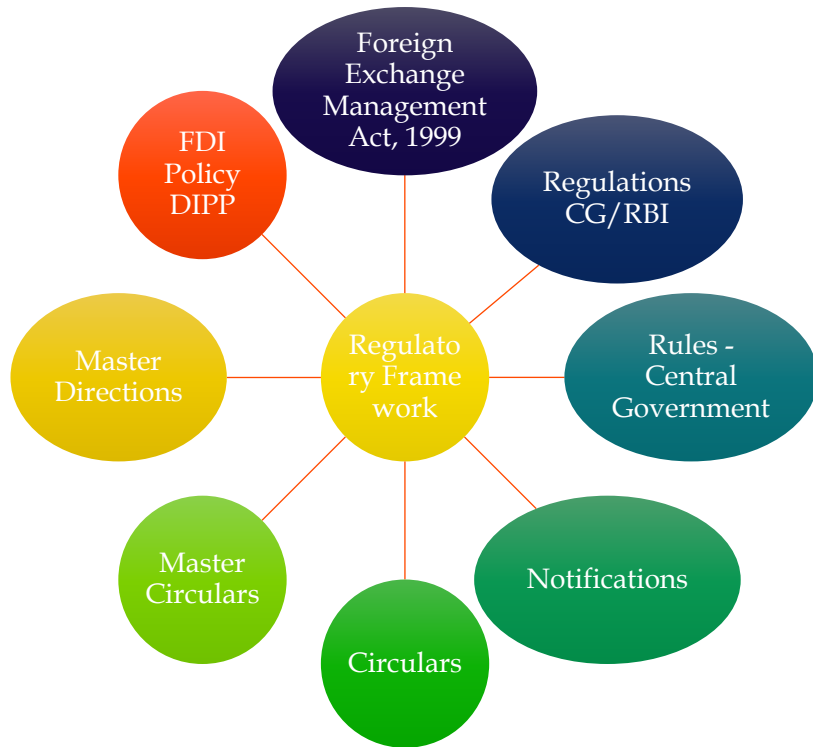 Foreign
Exchange
Management
Act, 1999
Regulations
CG/RBI
Rules -
Central
Government
Notifications
Circulars
Master
Circulars
Master
Directions
FDI
Policy
DIPP
Regulato
ry Frame
work